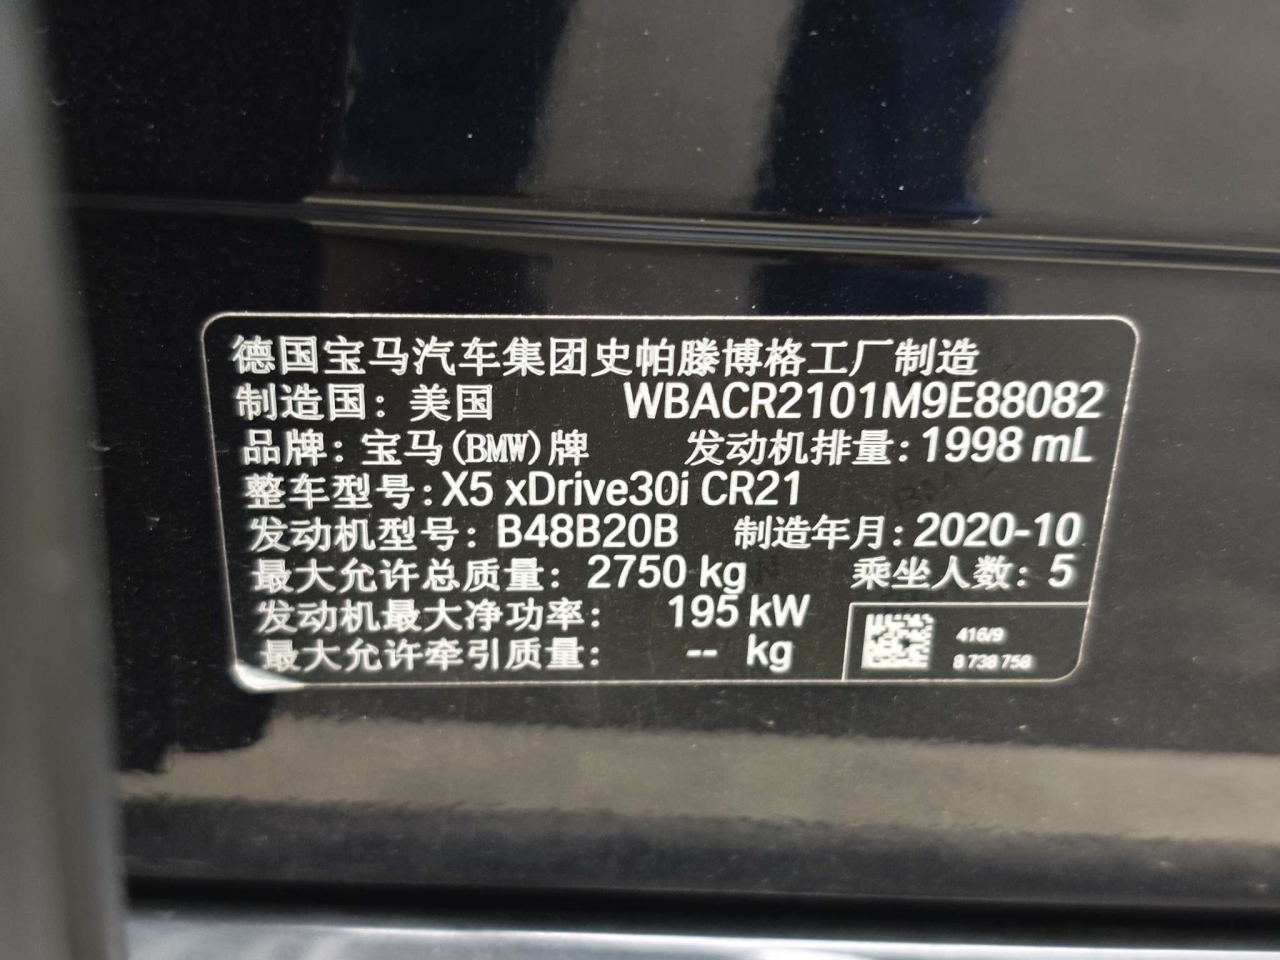 德国宝马汽车集团史帕滕博格工厂制造
制造国：美国 WBACR2101M9E88082
品牌：宝马(BMW)牌 发动机排量：1998 mL
整车型号：X5 xDrive30i CR21
发动机型号：B48B20B 制造年月：2020-10
最大允许总质量：2750 kg 乘坐人数：5
发动机最大净功率：195 kW
最大允许牵引质量：-- kg
416/9
8 738 758